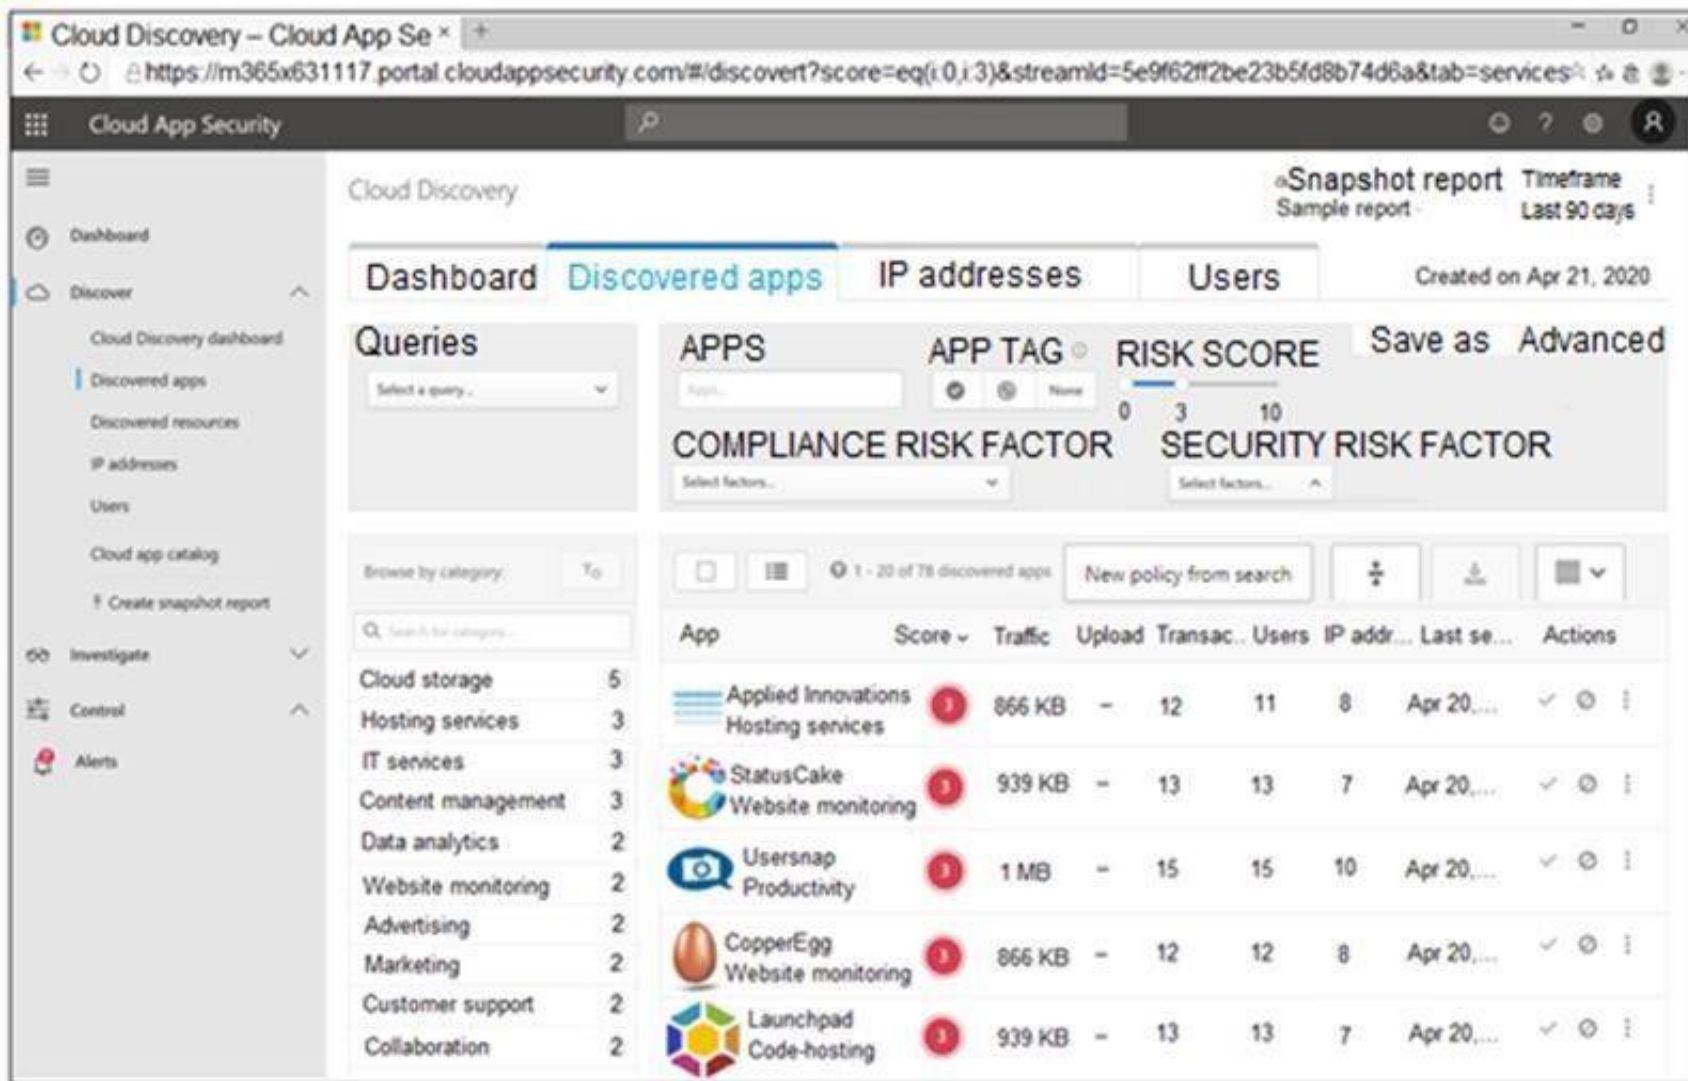 Cloud Discovery – Cloud App Se × +
https://m365x631117.portal.cloudappsecurity.com/#/discovert?score=eq(i:0,i:3)&streamId=5e9f62ff2be23b5fd8b74d6a&tab=services
Cloud App Security
?
Cloud Discovery
Snapshot report
Sample report
Timeframe
Last 90 days
Dashboard
Discover
Cloud Discovery dashboard
Discovered apps
Discovered resources
IP addresses
Users
Cloud app catalog
Create snapshot report
Investigate
Control
Alerts
Dashboard Discovered apps IP addresses Users
Created on Apr 21, 2020
Queries
Select a query...
APPS
Apps...
APP TAG
None
RISK SCORE
0 3 10
Save as Advanced
COMPLIANCE RISK FACTOR
Select factors...
SECURITY RISK FACTOR
Select factors...
Browse by category:
Search for category...
Cloud storage 5
Hosting services 3
IT services 3
Content management 3
Data analytics 2
Website monitoring 2
Advertising 2
Marketing 2
Customer support 2
Collaboration 2
1 - 20 of 78 discovered apps
New policy from search
App Score Traffic Upload Transac.. Users IP addr... Last se... Actions
Applied Innovations
Hosting services
3 866 KB – 12 11 8 Apr 20,...
StatusCake
Website monitoring
3 939 KB – 13 13 7 Apr 20,...
Usersnap
Productivity
3 1 MB – 15 15 10 Apr 20,...
CopperEgg
Website monitoring
3 866 KB – 12 12 8 Apr 20,...
Launchpad
Code-hosting
3 939 KB – 13 13 7 Apr 20,...